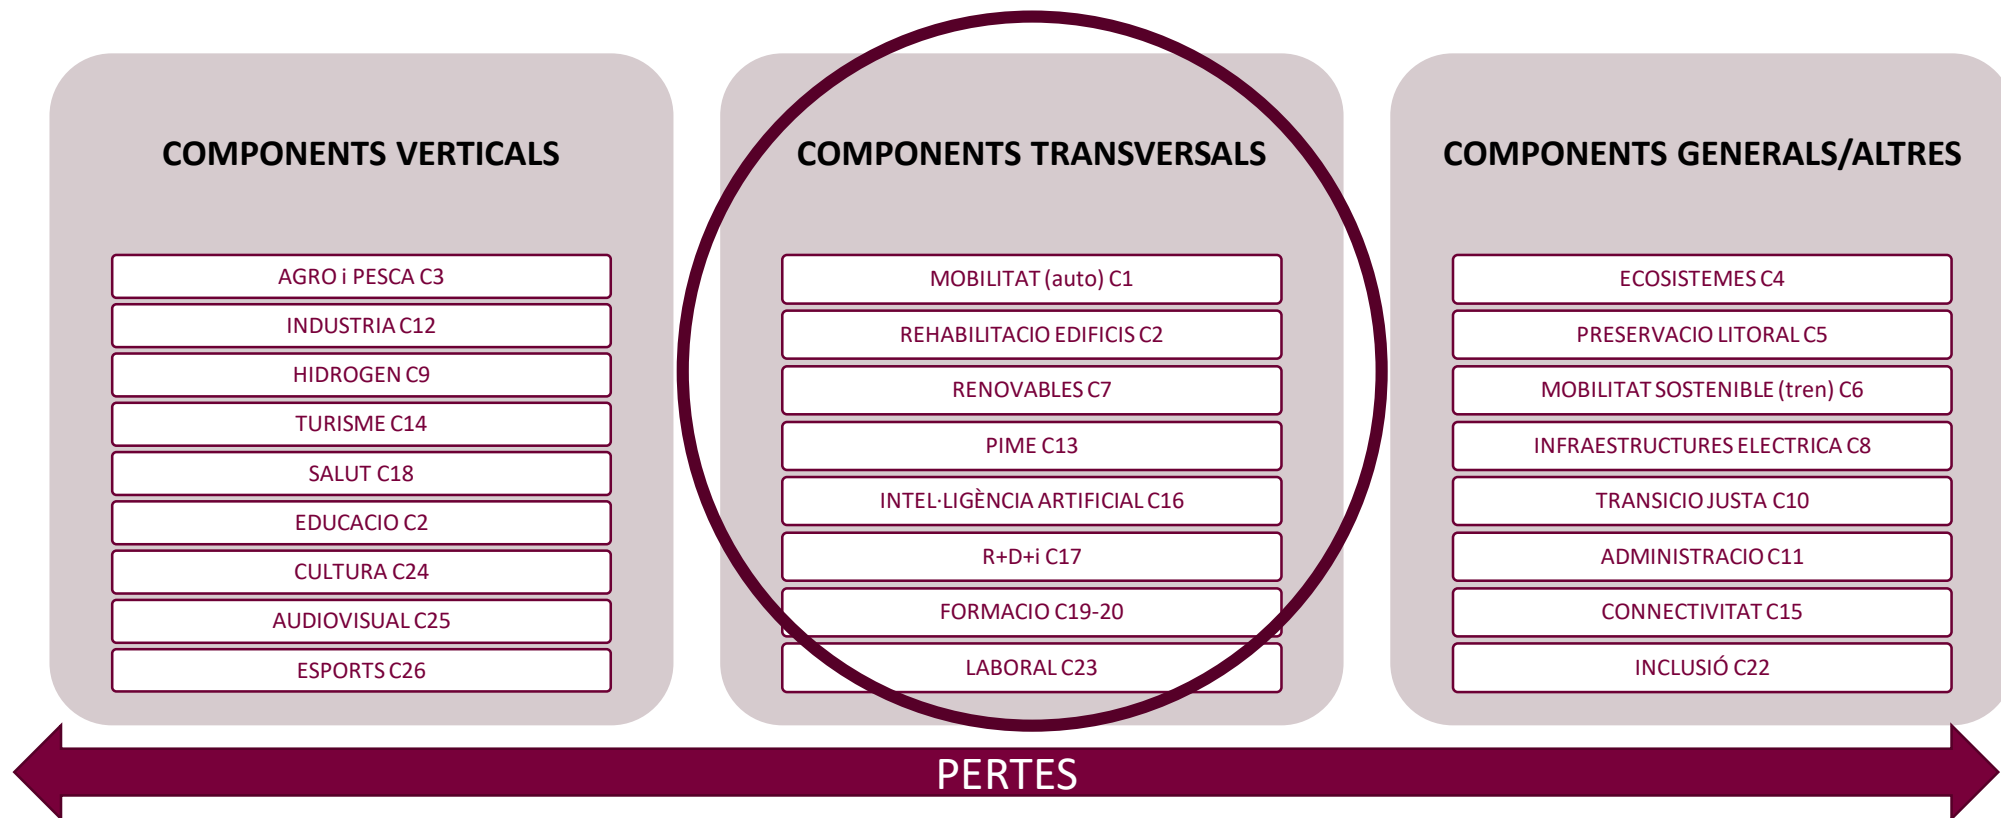 COMPONENTS VERTICALS
AGRO i PESCA C3
INDUSTRIA C12
HIDROGEN C9
TURISME C14
SALUT C18
EDUCACIO C2
CULTURA C24
AUDIOVISUAL C25
ESPORTS C26
COMPONENTS TRANSVERSALS
MOBILITAT (auto) C1
REHABILITACIO EDIFICIS C2
RENOVABLES C7
PIME C13
INTEL·LIGÈNCIA ARTIFICIAL C16
R+D+i C17
FORMACIO C19-20
LABORAL C23
COMPONENTS GENERALS/ALTRES
ECOSISTEMES C4
PRESERVACIO LITORAL C5
MOBILITAT SOSTENIBLE (tren) C6
INFRAESTRUCTURES ELECTRICA C8
TRANSICIO JUSTA C10
ADMINISTRACIO C11
CONNECTIVITAT C15
INCLUSIÓ C22
PERTES